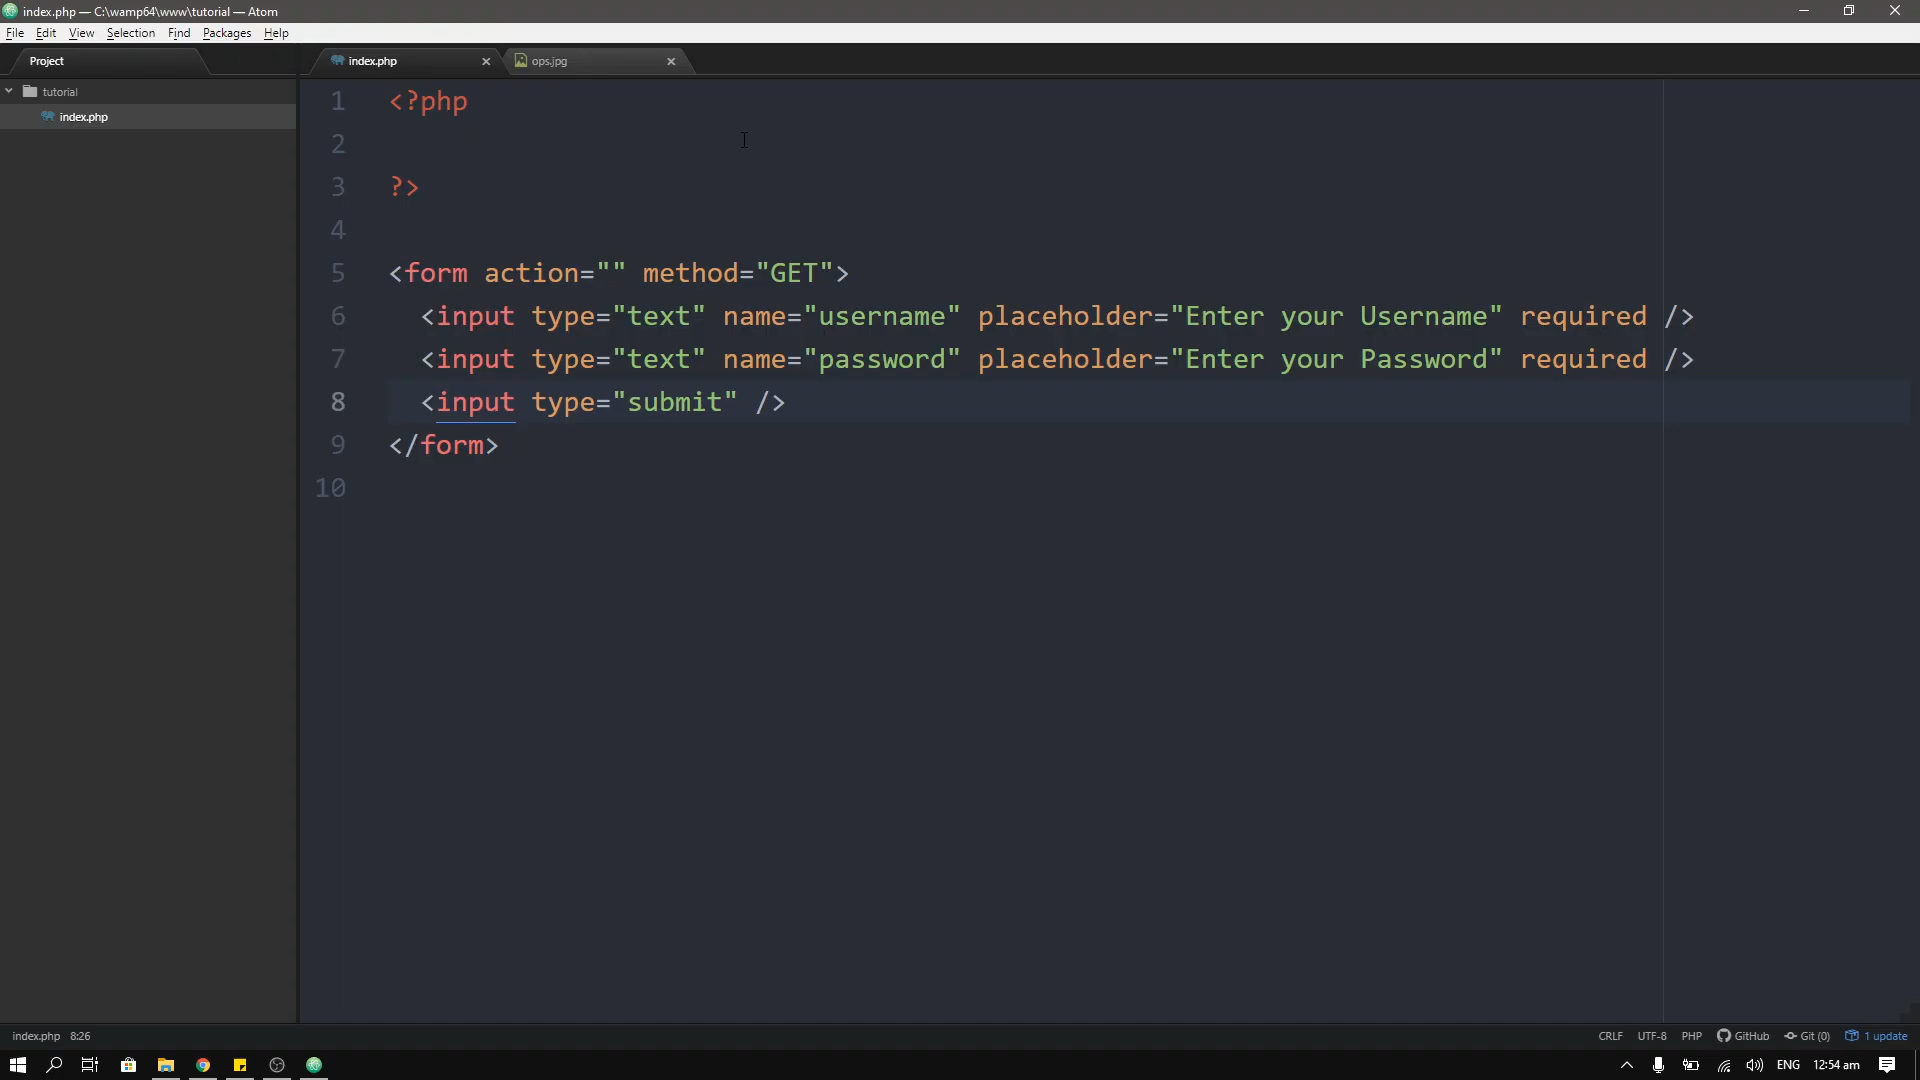 index.php — C:\wamp64\www\tutorial — Atom
File Edit View Selection Find Packages Help
Project
index.php
ops.jpg
tutorial
index.php
1 <?php
2
3 ?>
4
5 <form action="" method="GET">
6 <input type="text" name="username" placeholder="Enter your Username" required />
7 <input type="text" name="password" placeholder="Enter your Password" required />
8 <input type="submit" />
9 </form>
10
index.php 8:26
CRLF UTF-8 PHP GitHub Git (0) 1 update
ENG 12:54 am